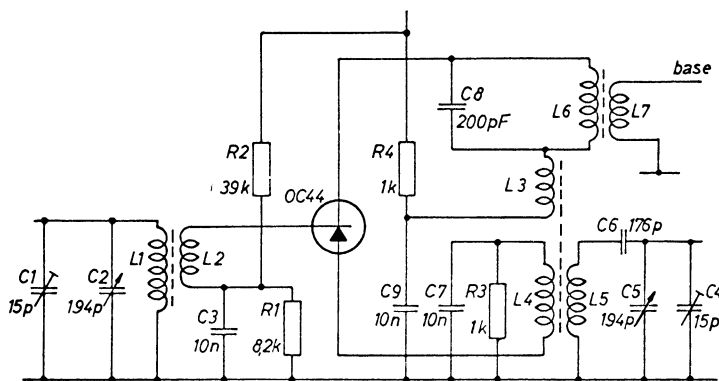 base
C8
200pF
L6
L7
R2
39k
R4
1k
OC44
L3
C6
176p
C1
15p
C2
194p
L1
L2
C3
10n
R1
8,2k
C9
10n
C7
10n
R3
1k
L4
L5
C5
194p
C4
15p